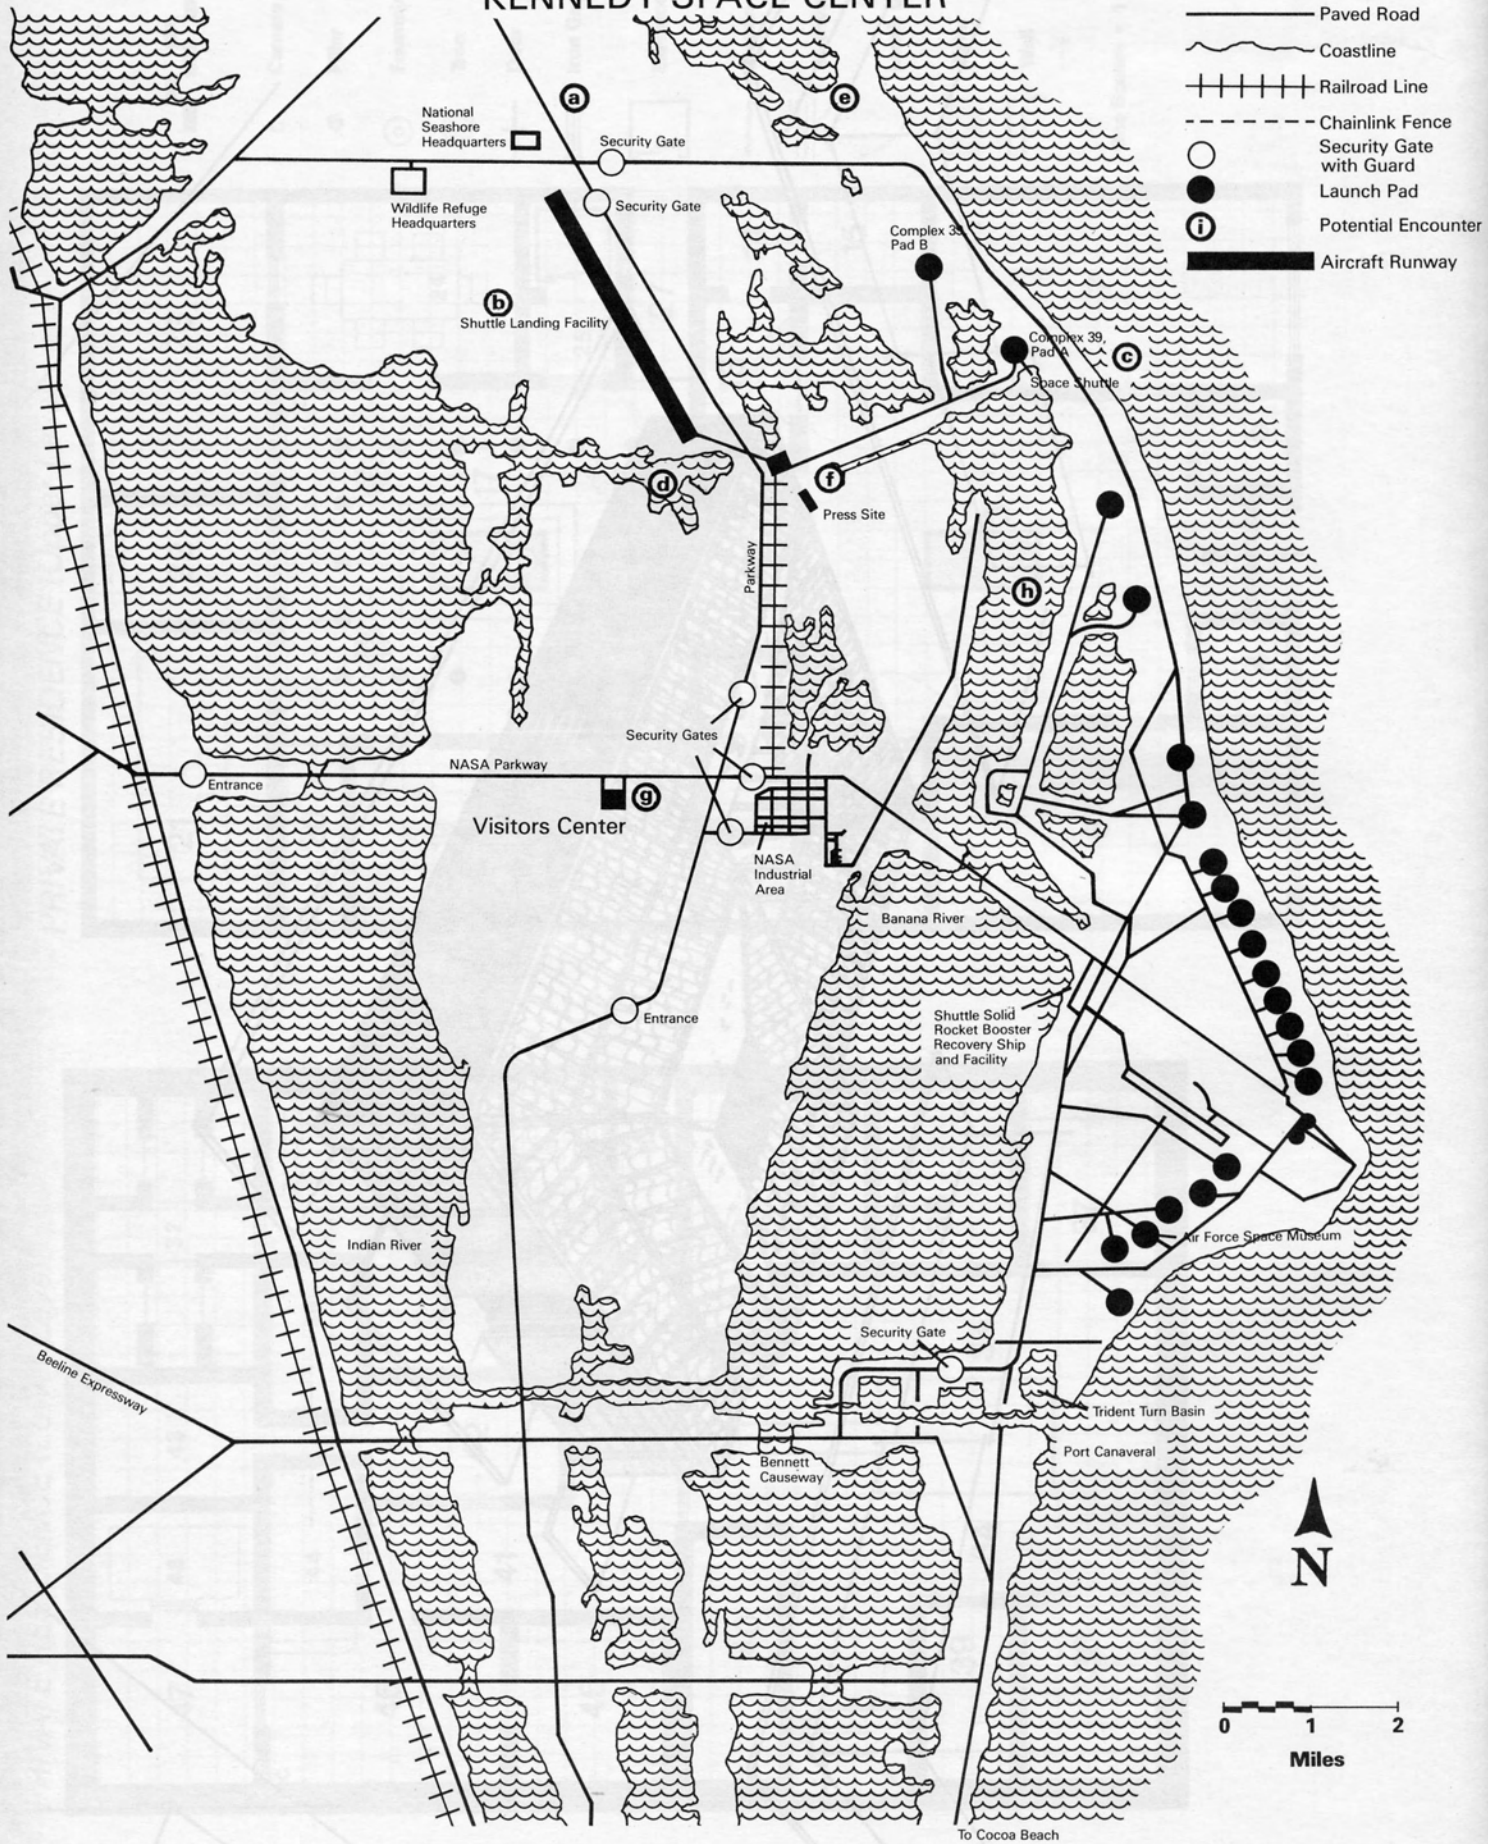 KENNEDY SPACE CENTER
Paved Road
Coastline
Railroad Line
Chainlink Fence
Security Gate
with Guard
Launch Pad
i
Potential Encounter
Aircraft Runway
a
e
National
Seashore
Headquarters
Security Gate
Wildlife Refuge
Headquarters
Security Gate
Complex 39,
Pad B
b
Shuttle Landing Facility
Complex 39,
Pad A
c
Space Shuttle
d
f
Press Site
Parkway
h
Security Gates
NASA Parkway
Entrance
g
Visitors Center
NASA
Industrial
Area
Banana River
Entrance
Shuttle Solid
Rocket Booster
Recovery Ship
and Facility
Indian River
Air Force Space Museum
Security Gate
Beeline Expressway
Trident Turn Basin
Port Canaveral
Bennett
Causeway
N
0 1 2
Miles
To Cocoa Beach